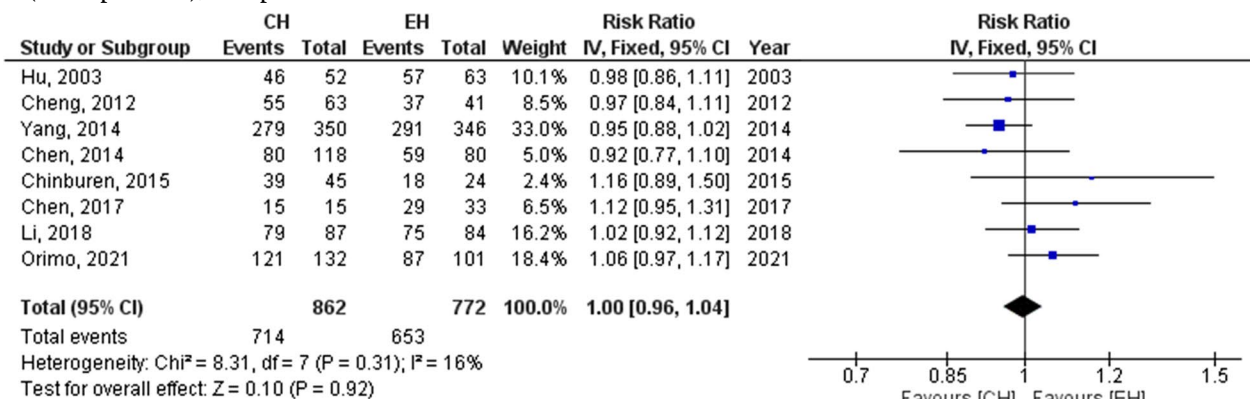 CH EH Risk Ratio Risk Ratio
Study or Subgroup Events Total Events Total Weight IV, Fixed, 95% CI Year IV, Fixed, 95% CI
Hu, 2003 46 52 57 63 10.1% 0.98 [0.86, 1.11] 2003
Cheng, 2012 55 63 37 41 8.5% 0.97 [0.84, 1.11] 2012
Yang, 2014 279 350 291 346 33.0% 0.95 [0.88, 1.02] 2014
Chen, 2014 80 118 59 80 5.0% 0.92 [0.77, 1.10] 2014
Chinburen, 2015 39 45 18 24 2.4% 1.16 [0.89, 1.50] 2015
Chen, 2017 15 15 29 33 6.5% 1.12 [0.95, 1.31] 2017
Li, 2018 79 87 75 84 16.2% 1.02 [0.92, 1.12] 2018
Orimo, 2021 121 132 87 101 18.4% 1.06 [0.97, 1.17] 2021
Total (95% CI) 862 772 100.0% 1.00 [0.96, 1.04]
Total events 714 653
Heterogeneity: Chi² = 8.31, df = 7 (P = 0.31); I² = 16%
Test for overall effect: Z = 0.10 (P = 0.92)
0.7 0.85 1 1.2 1.5
Favours [CH] Favours [EH]